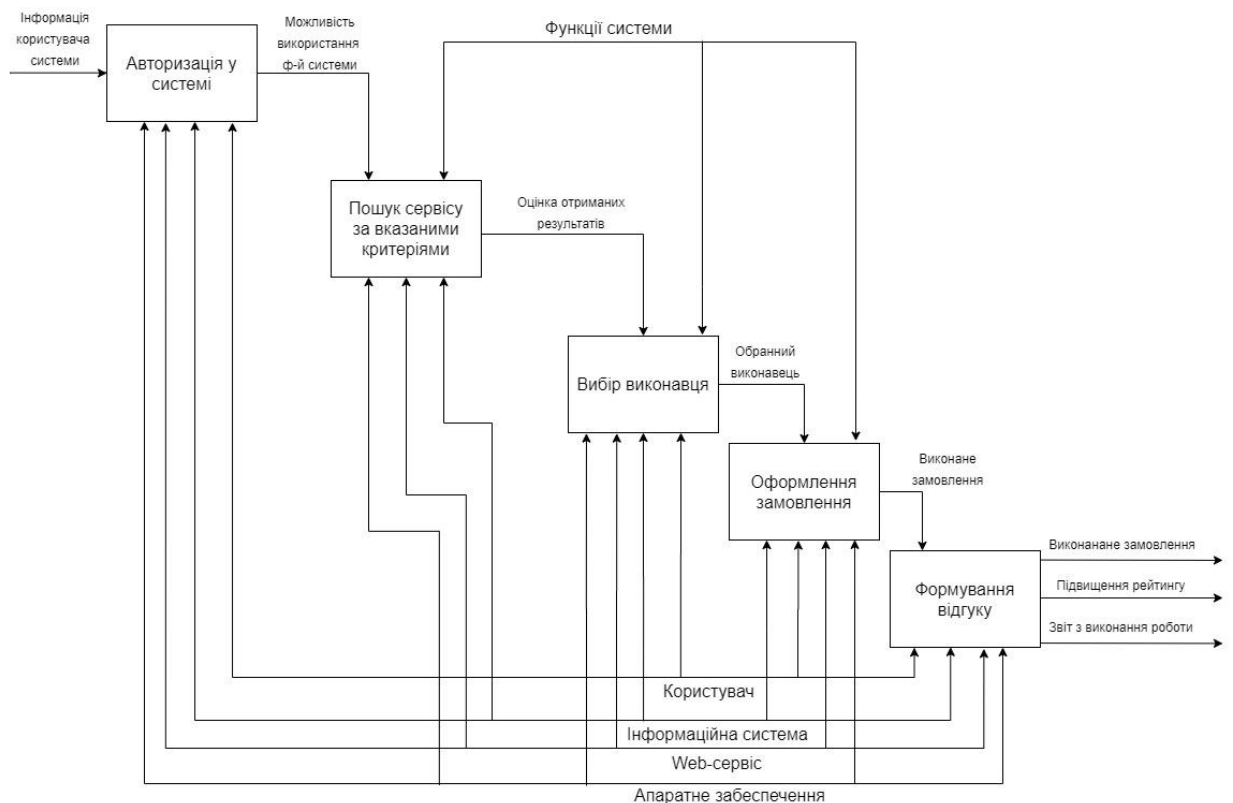 Інформація
користувача
системи
Авторизація у
системі
Можливість
використання
ф-й системи
Функції системи
Пошук сервісу
за вказаними
критеріями
Оцінка отриманих
результатів
Вибір виконавця
Обранний
виконавець
Оформлення
замовлення
Виконане
замовлення
Формування
відгуку
Виконанане замовлення
Підвищення рейтингу
Звіт з виконання роботи
Користувач
Інформаційна система
Web-сервіс
Апаратне забеспечення